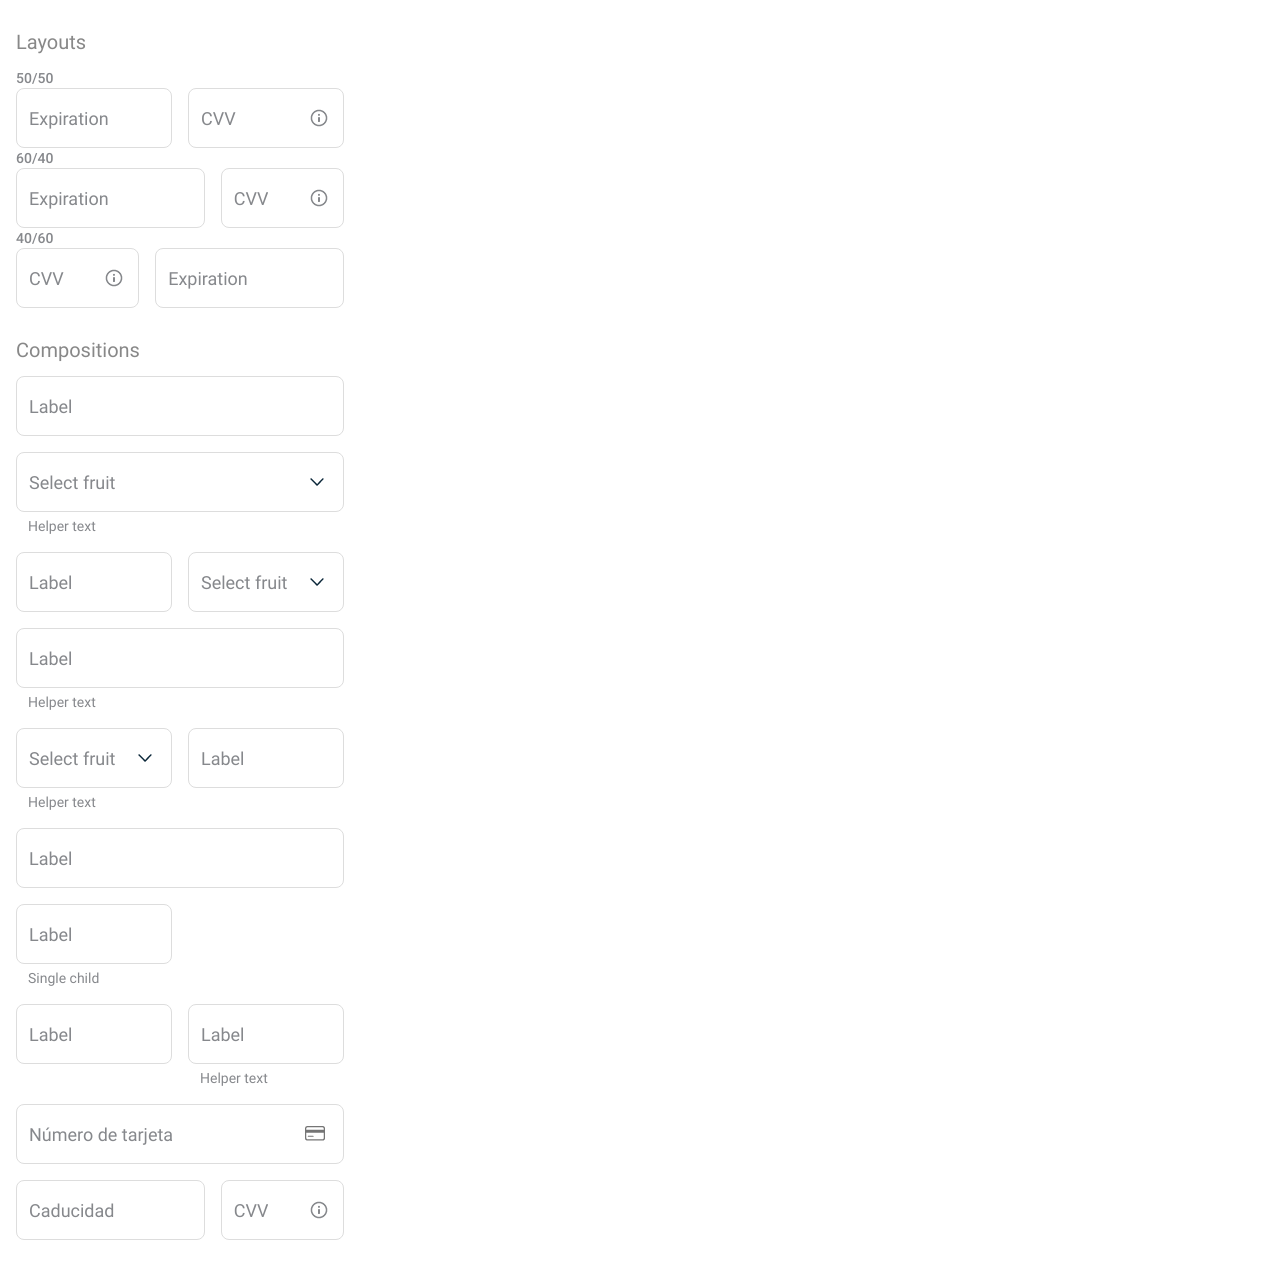 Layouts
50/50
Expiration CVV
60/40
Expiration CVV
40/60
CVV Expiration
Compositions
Label
Select fruit
Helper text
Label Select fruit
Label
Helper text
Select fruit Label
Helper text
Label
Label
Single child
Label Label
Helper text
Número de tarjeta
Caducidad CVV